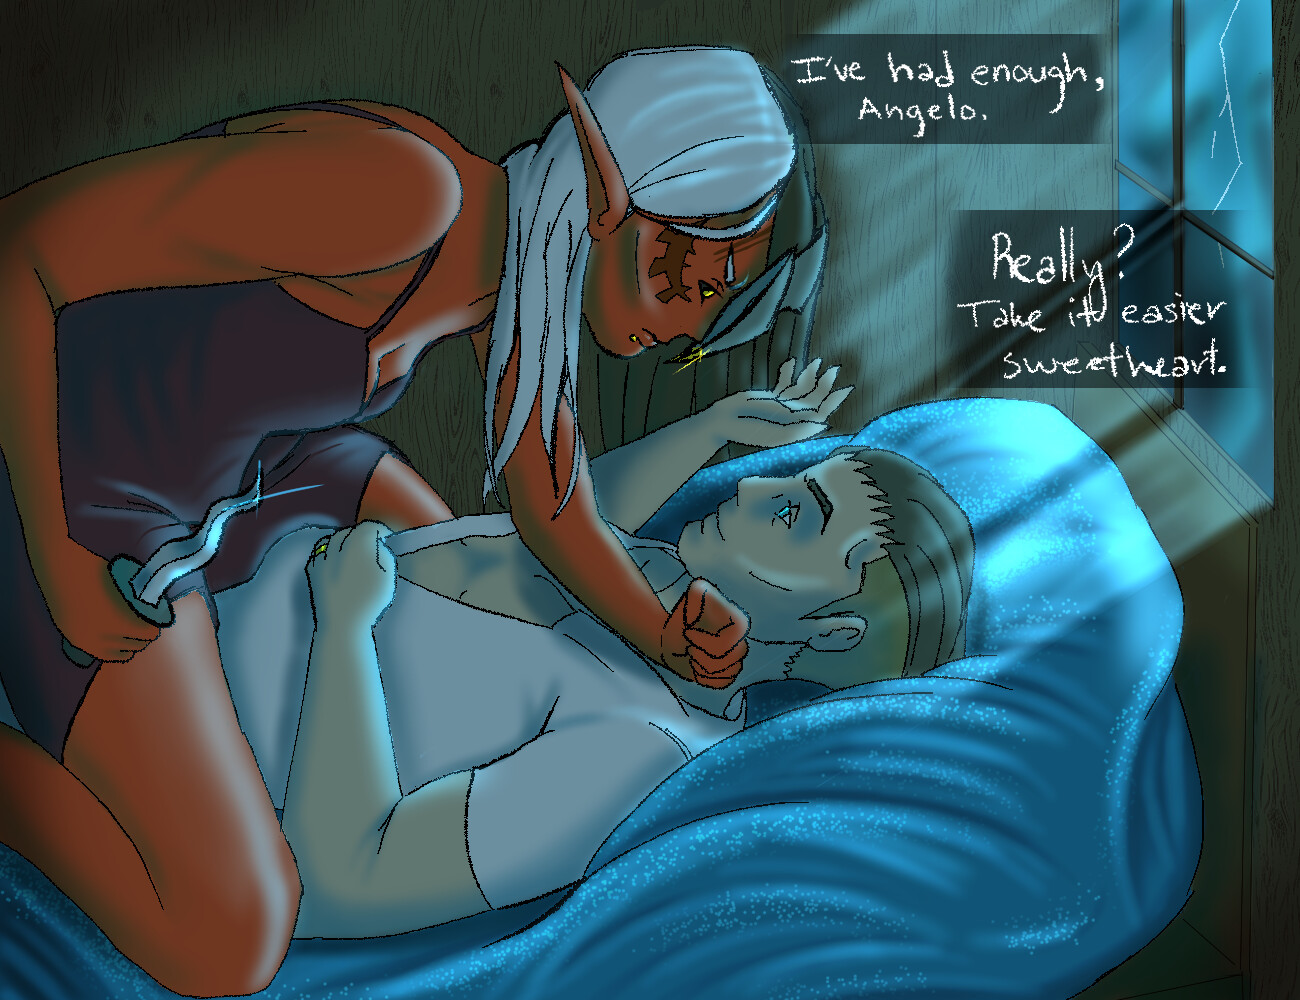 I've had enough,
Angelo.
Really?
Take it easier
sweetheart.